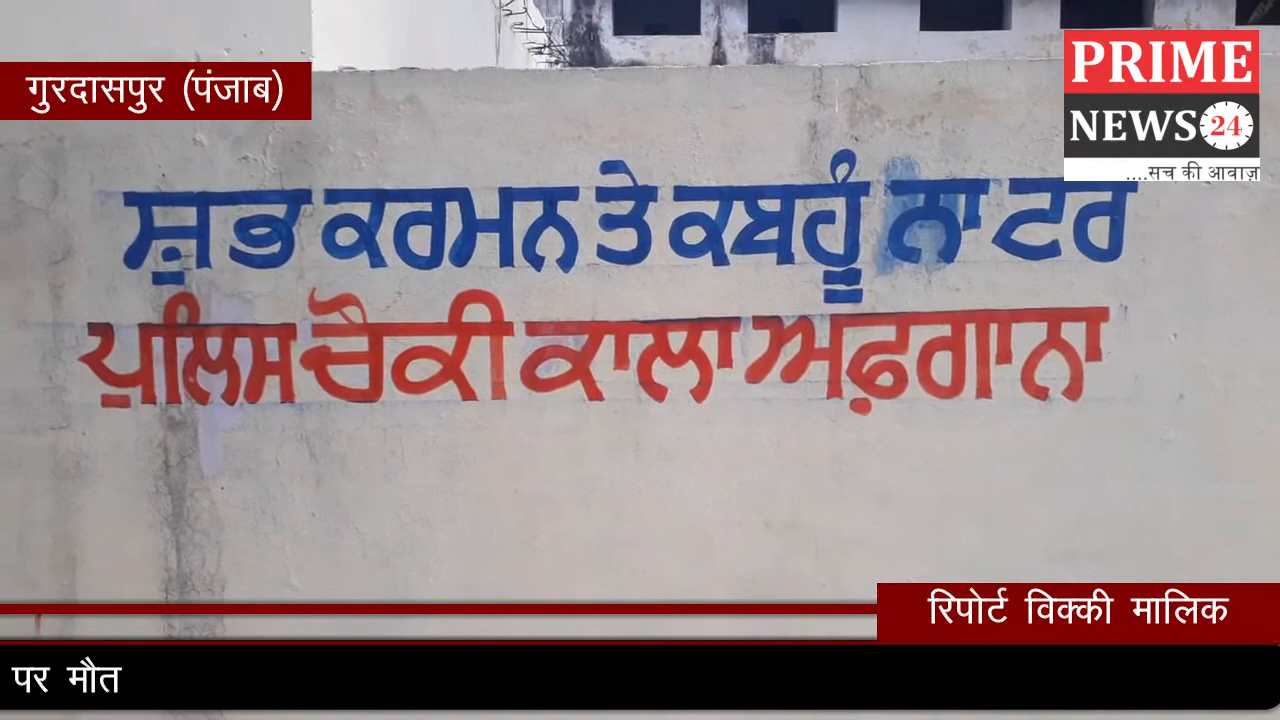 गुरदासपुर (पंजाब)
PRIME
NEWS 24
....सच की आवाज़
ਸ਼ੁਭ ਕਰਮਨ ਤੇ ਕਬਹੂੰ ਨਾ ਟਰ
ਪੁਲਿਸ ਚੌਕੀ ਕਾਲਾ ਅਫ਼ਗਾਨਾ
रिपोर्ट विक्की मालिक
पर मौत